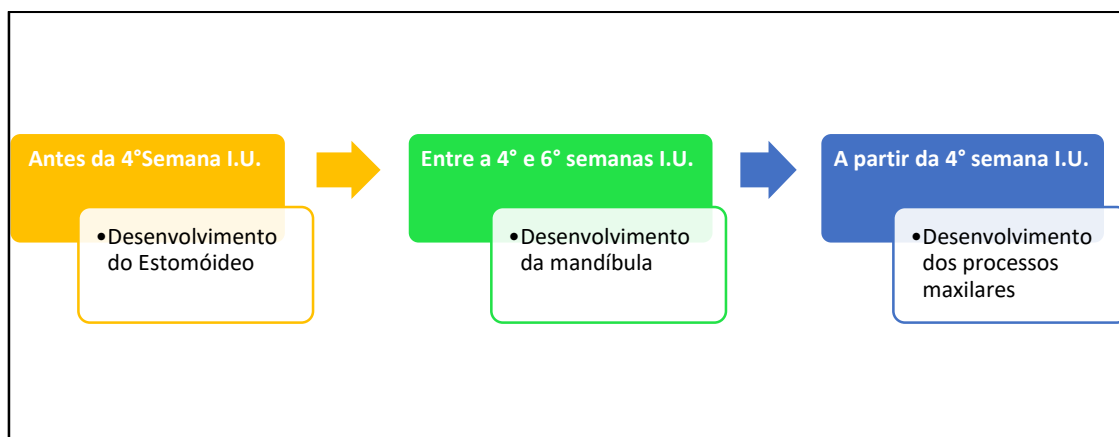 Antes da 4°Semana I.U.
•Desenvolvimento
do Estomóideo
Entre a 4° e 6° semanas I.U.
•Desenvolvimento
da mandíbula
A partir da 4° semana I.U.
•Desenvolvimento
dos processos
maxilares